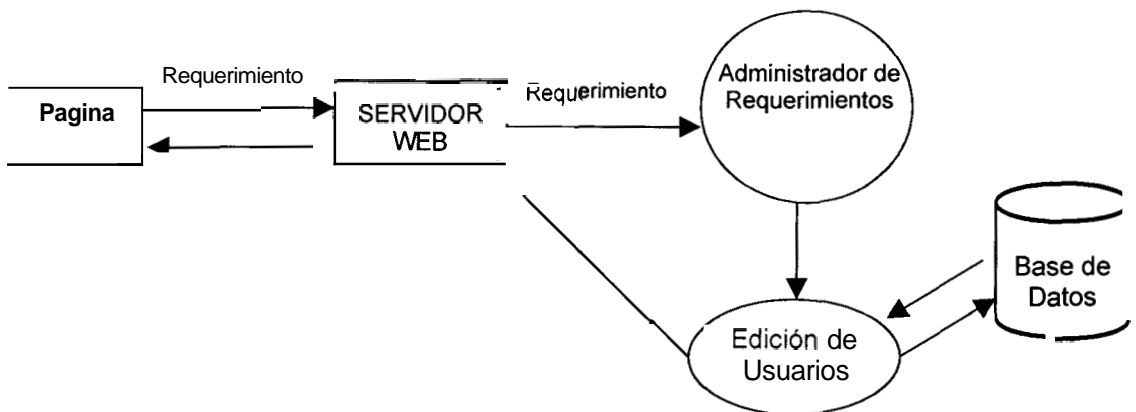 Requerimiento
Pagina
SERVIDOR
WEB
Requerimiento
Administrador de
Requerimientos
Base de
Datos
Edición de
Usuarios